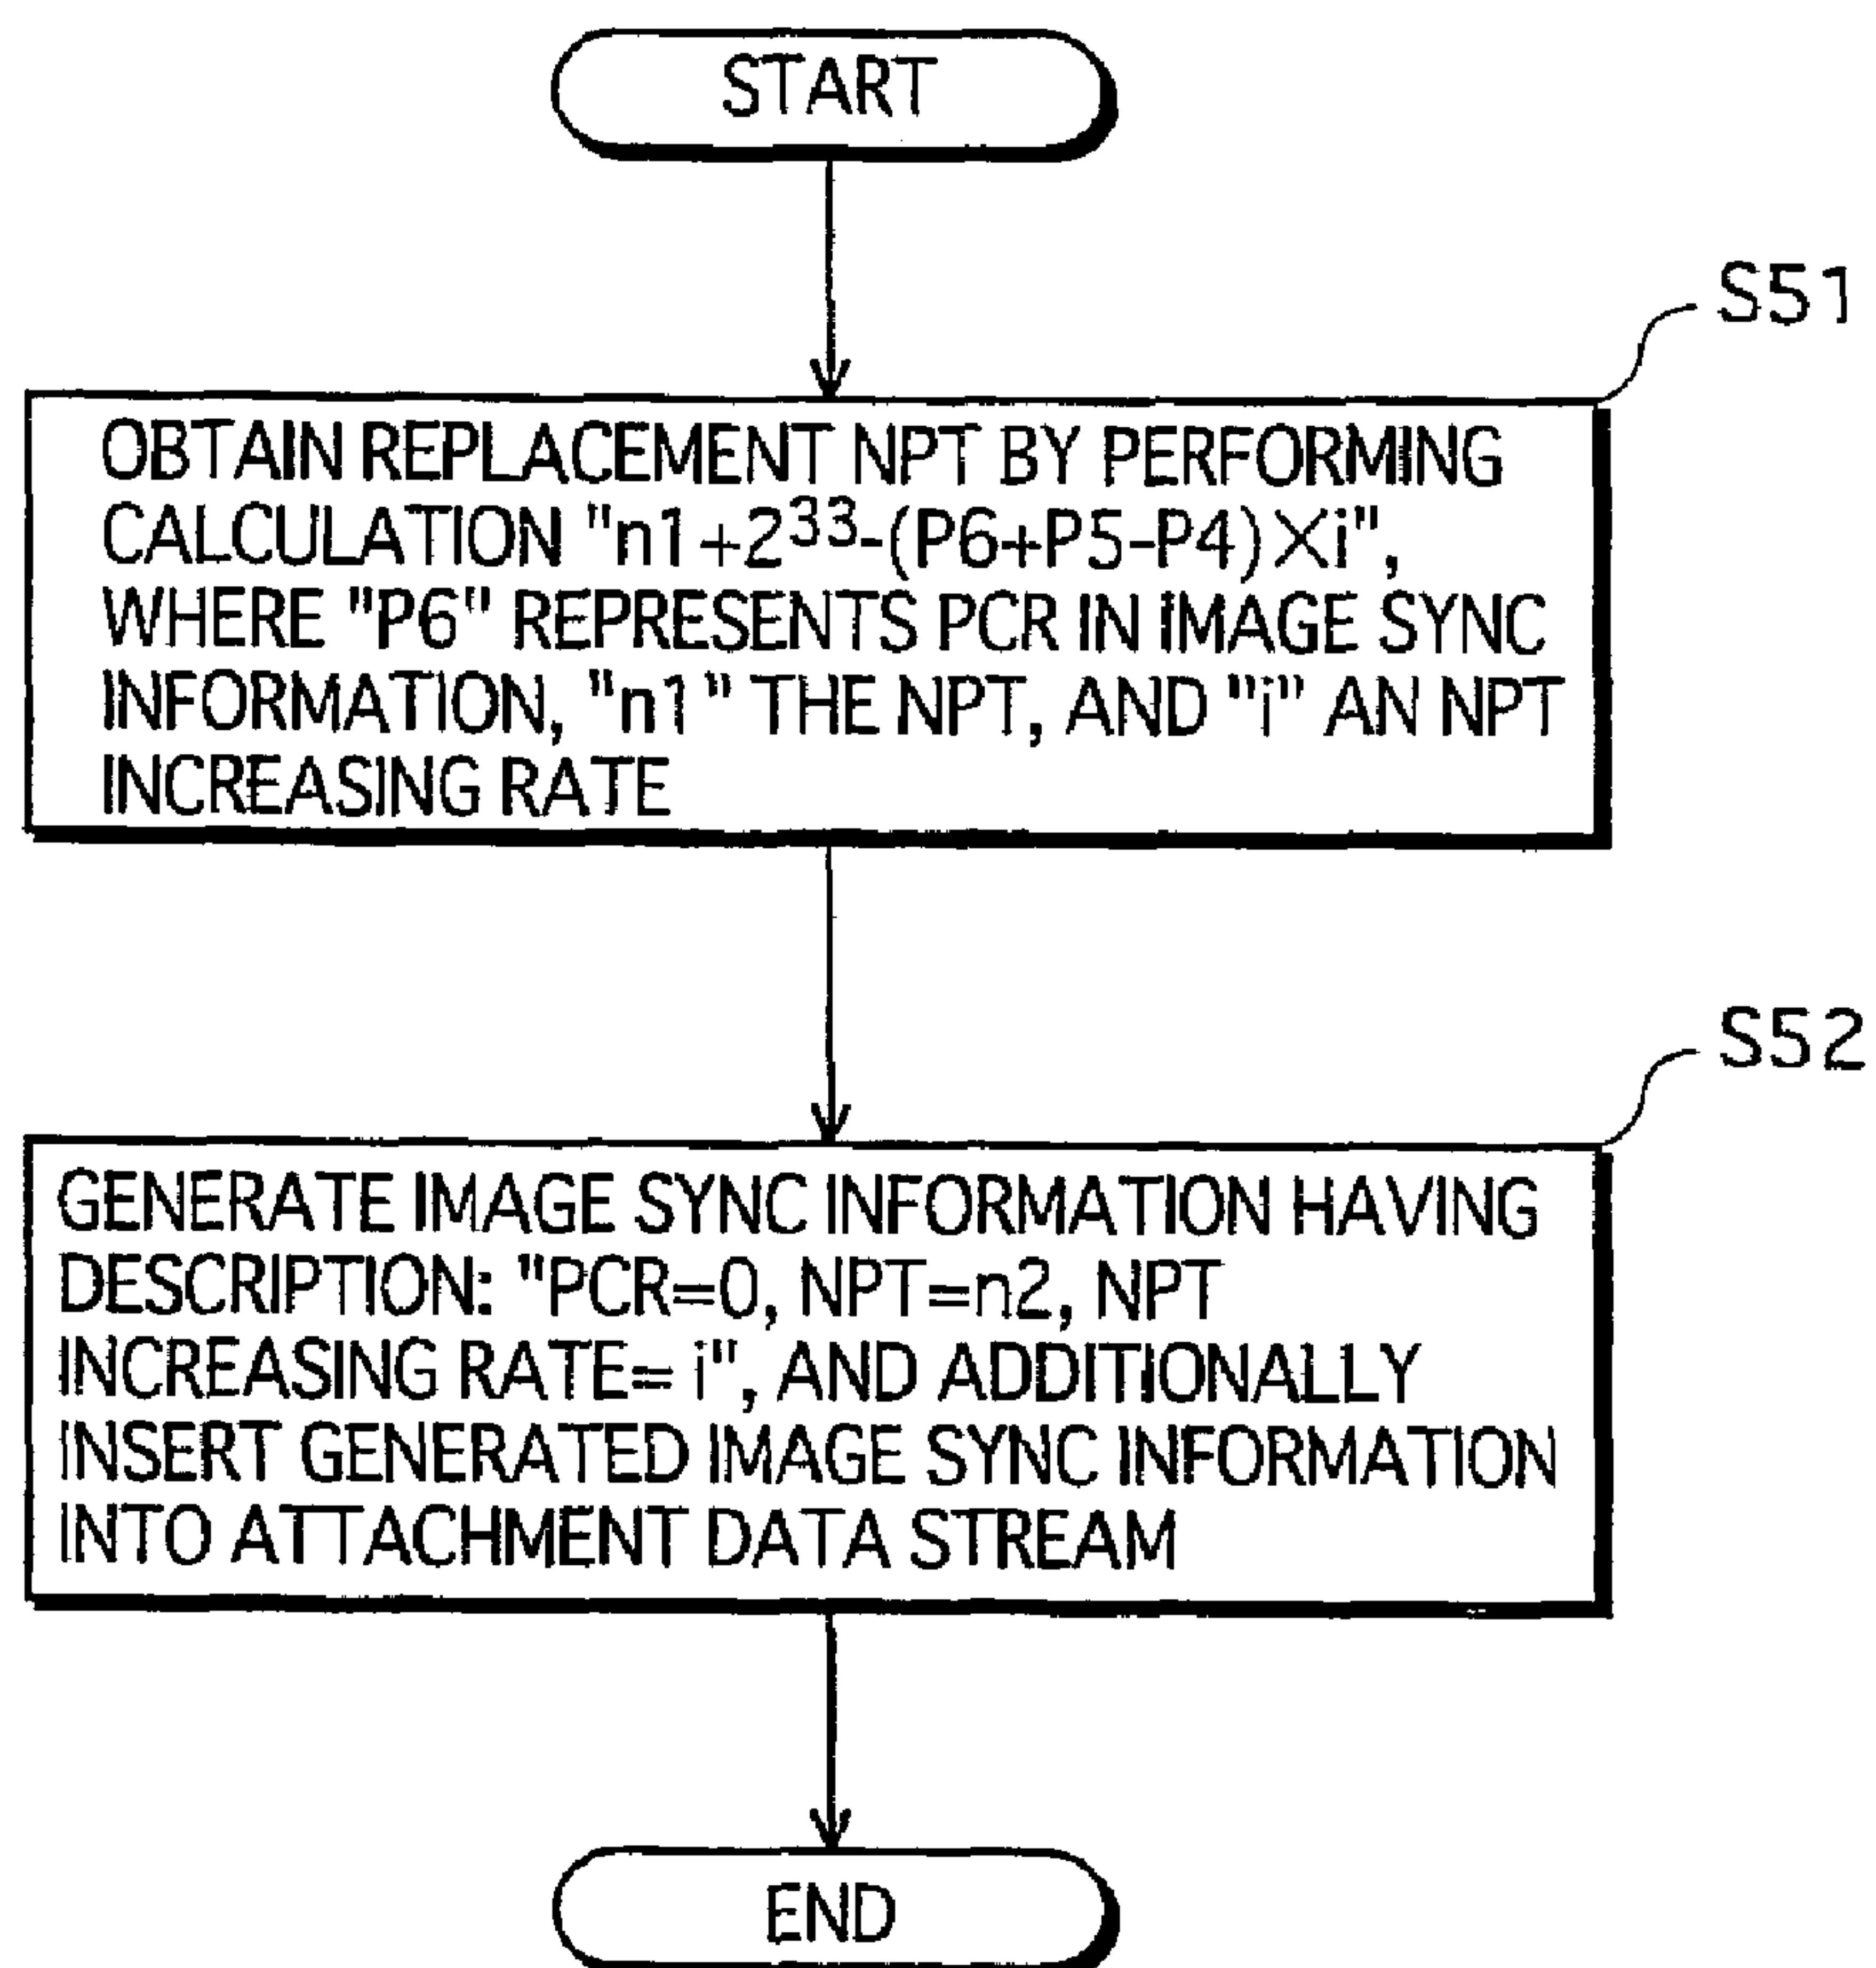 START
S51
OBTAIN REPLACEMENT NPT BY PERFORMING
CALCULATION "n1+2³³-(P6+P5-P4)×i",
WHERE "P6" REPRESENTS PCR IN IMAGE SYNC
INFORMATION, "n1" THE NPT, AND "i" AN NPT
INCREASING RATE
S52
GENERATE IMAGE SYNC INFORMATION HAVING
DESCRIPTION: "PCR=0, NPT=n2, NPT
INCREASING RATE= i", AND ADDITIONALLY
INSERT GENERATED IMAGE SYNC INFORMATION
INTO ATTACHMENT DATA STREAM
END